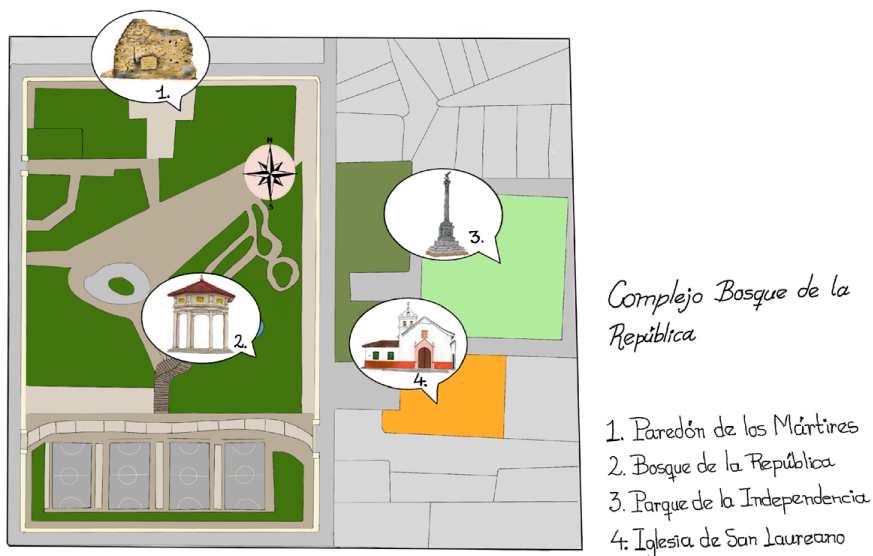 1.
N
S
3.
2.
4.
Complejo Bosque de la
República
1. Paredón de los Mártires
2. Bosque de la República
3. Parque de la Independencia
4. Iglesia de San Laureano